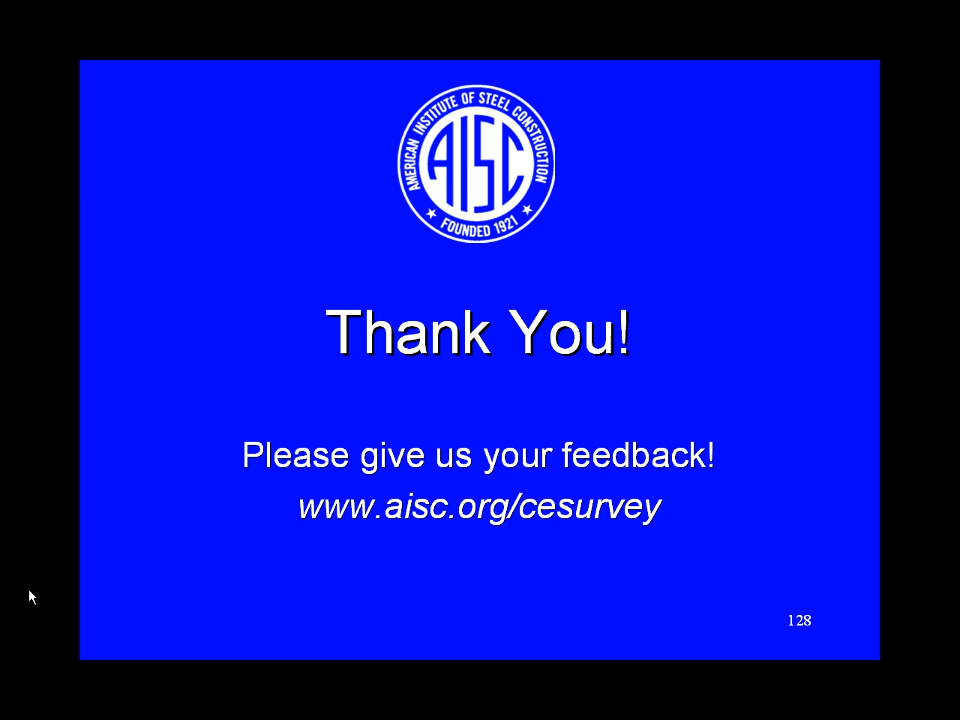 AMERICAN INSTITUTE OF STEEL CONSTRUCTION
AISC
★ FOUNDED 1921 ★
Thank You!
Please give us your feedback!
www.aisc.org/cesurvey
128